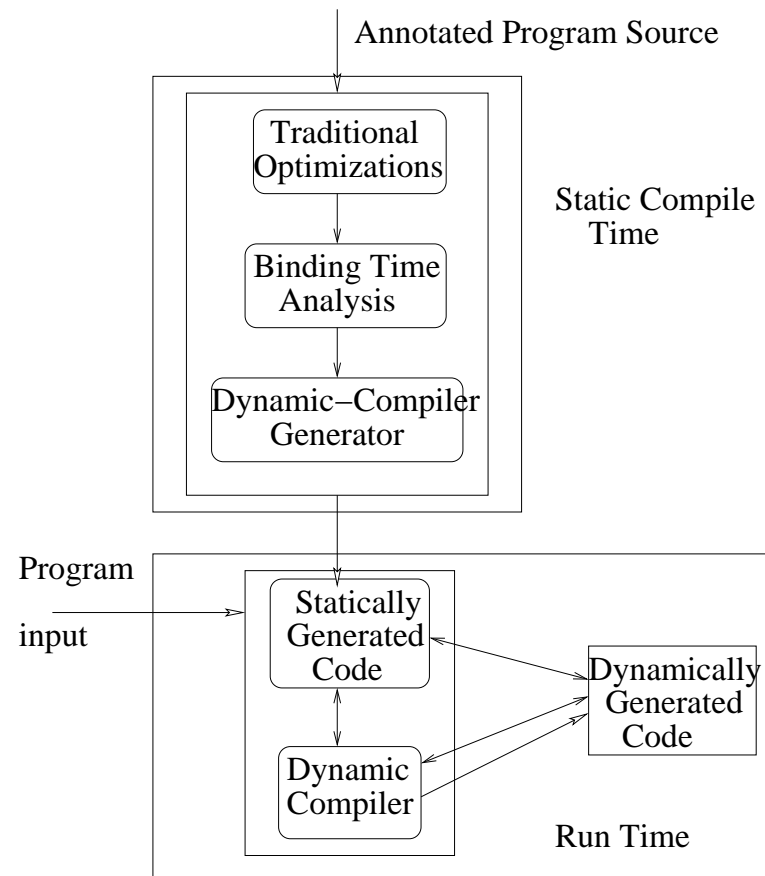 Annotated Program Source
Traditional
Optimizations
Static Compile
Time
Binding Time
Analysis
Dynamic−Compiler
Generator
Program
input
Statically
Generated
Code
Dynamically
Generated
Code
Dynamic
Compiler
Run Time